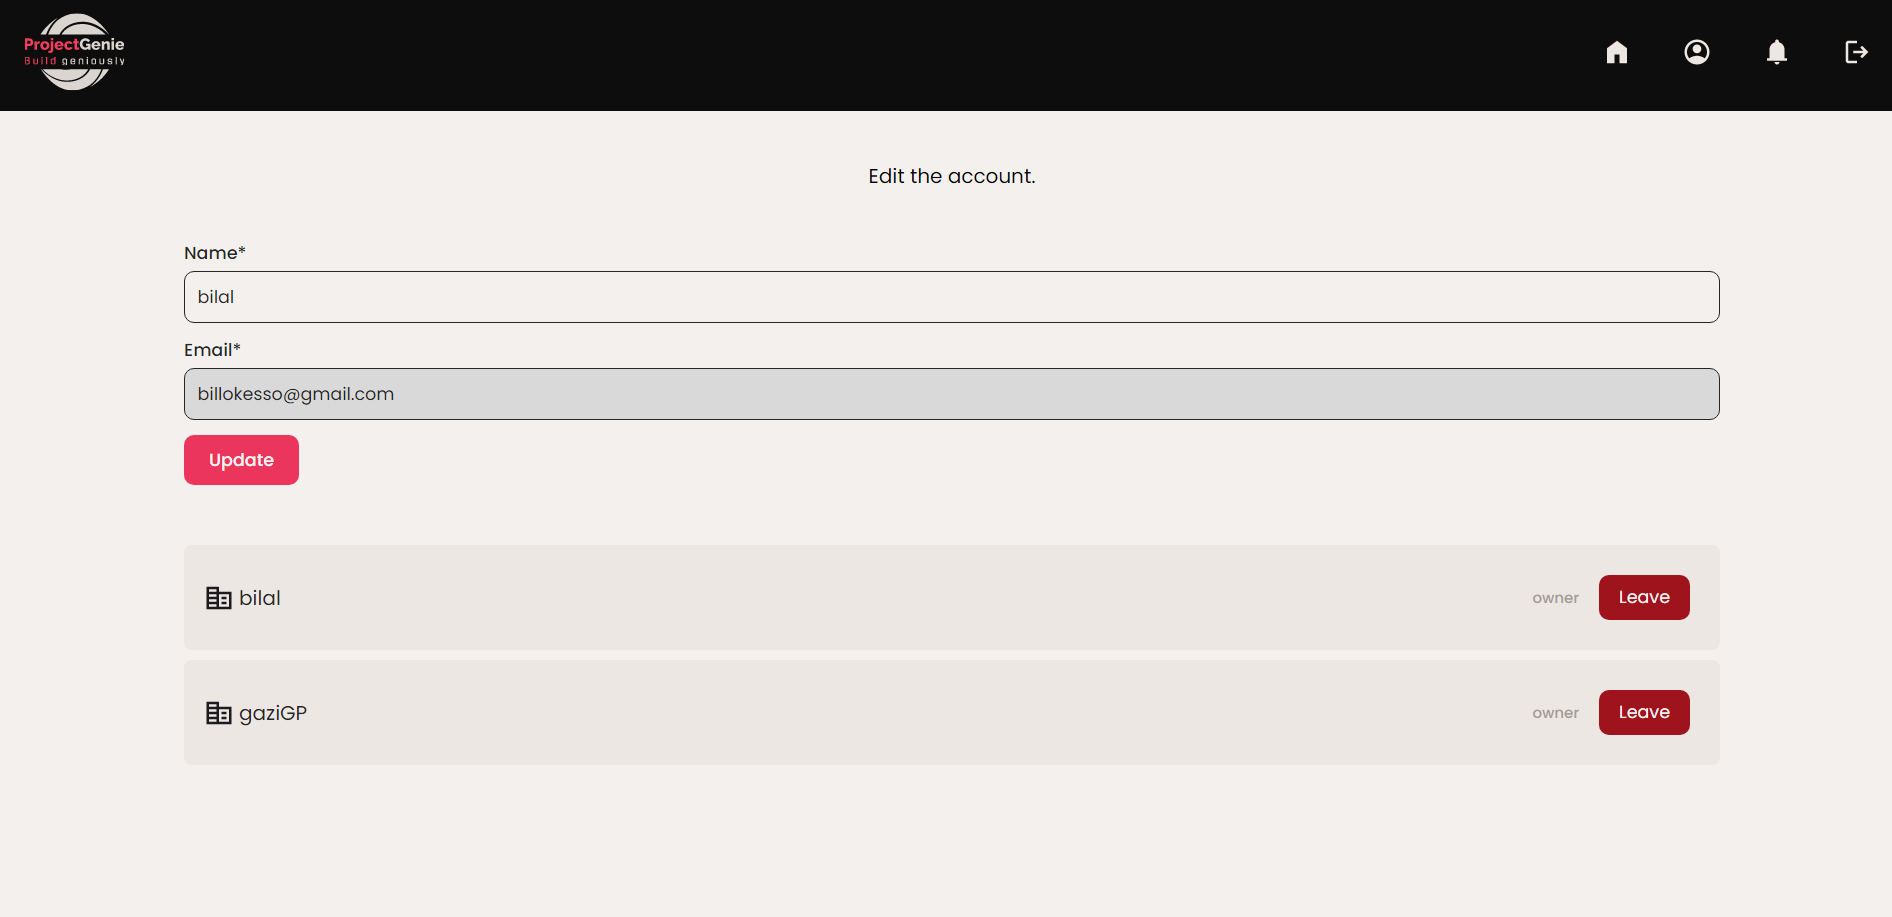 ProjectGenie
Build geniously
Edit the account.
Name*
bilal
Email*
billokesso@gmail.com
Update
bilal owner Leave
gaziGP owner Leave